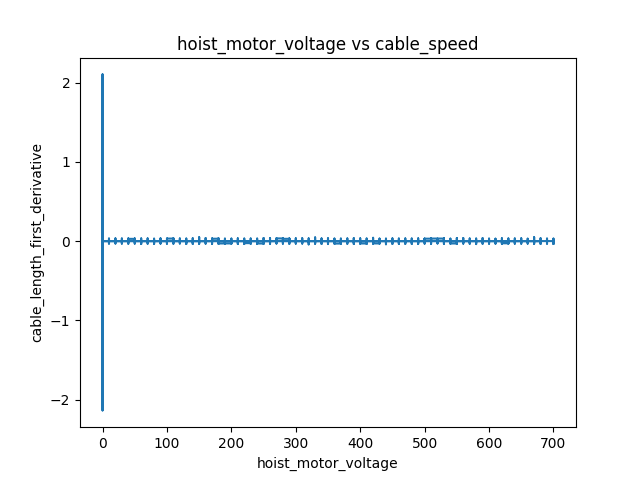 hoist_motor_voltage vs cable_speed
cable_length_first_derivative
2
1
0
−1
−2
0 100 200 300 400 500 600 700
hoist_motor_voltage